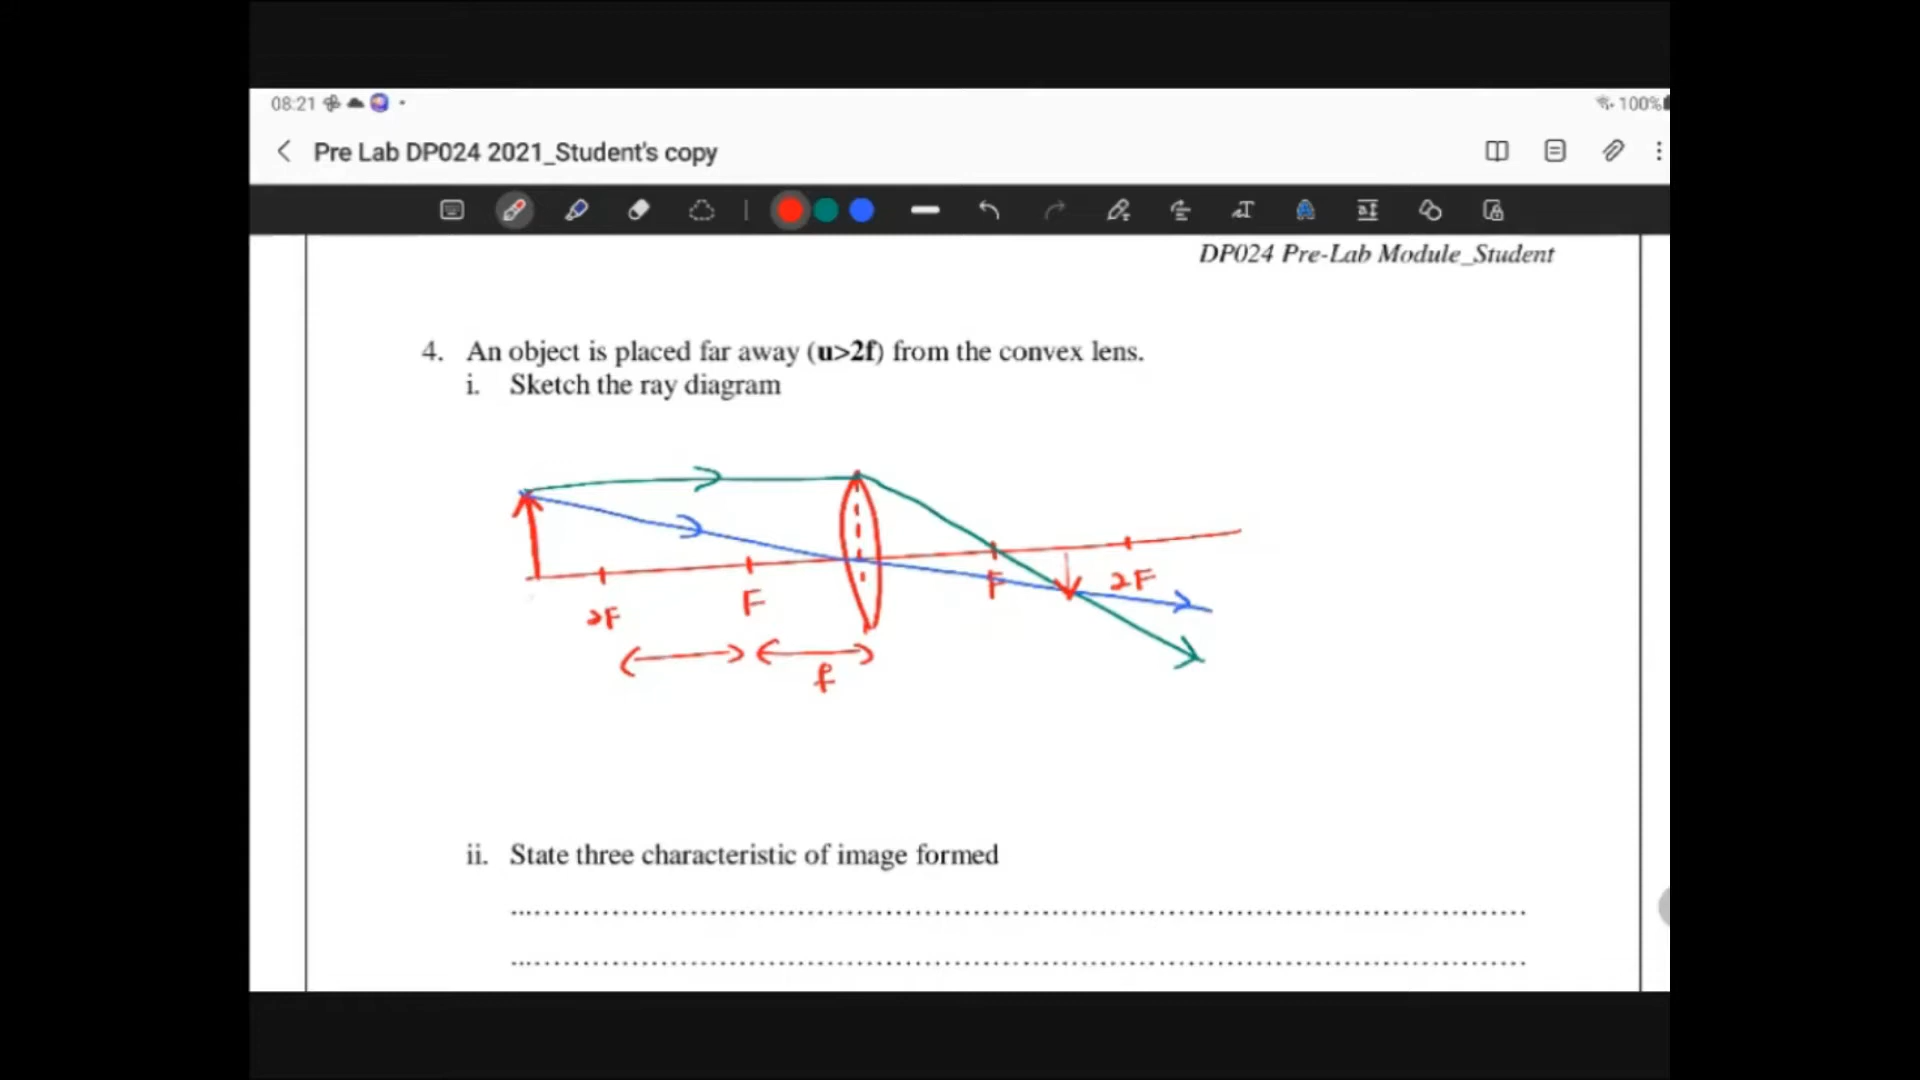 08:21 100%
Pre Lab DP024 2021_Student's copy
DP024 Pre-Lab Module_Student
4. An object is placed far away (u>2f) from the convex lens.
i. Sketch the ray diagram
2F F F 2F
f
ii. State three characteristic of image formed